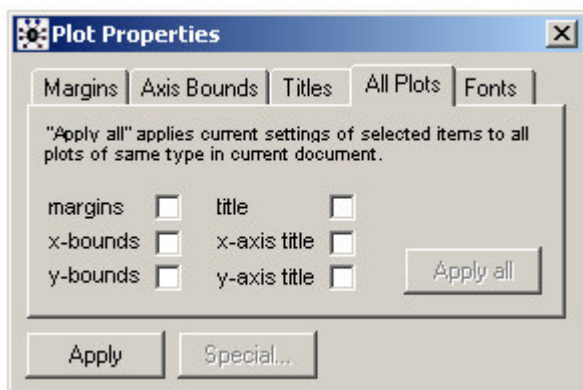 Plot Properties
Margins Axis Bounds Titles All Plots Fonts
"Apply all" applies current settings of selected items to all
plots of same type in current document.
margins title
x-bounds x-axis title
y-bounds y-axis title Apply all
Apply Special...